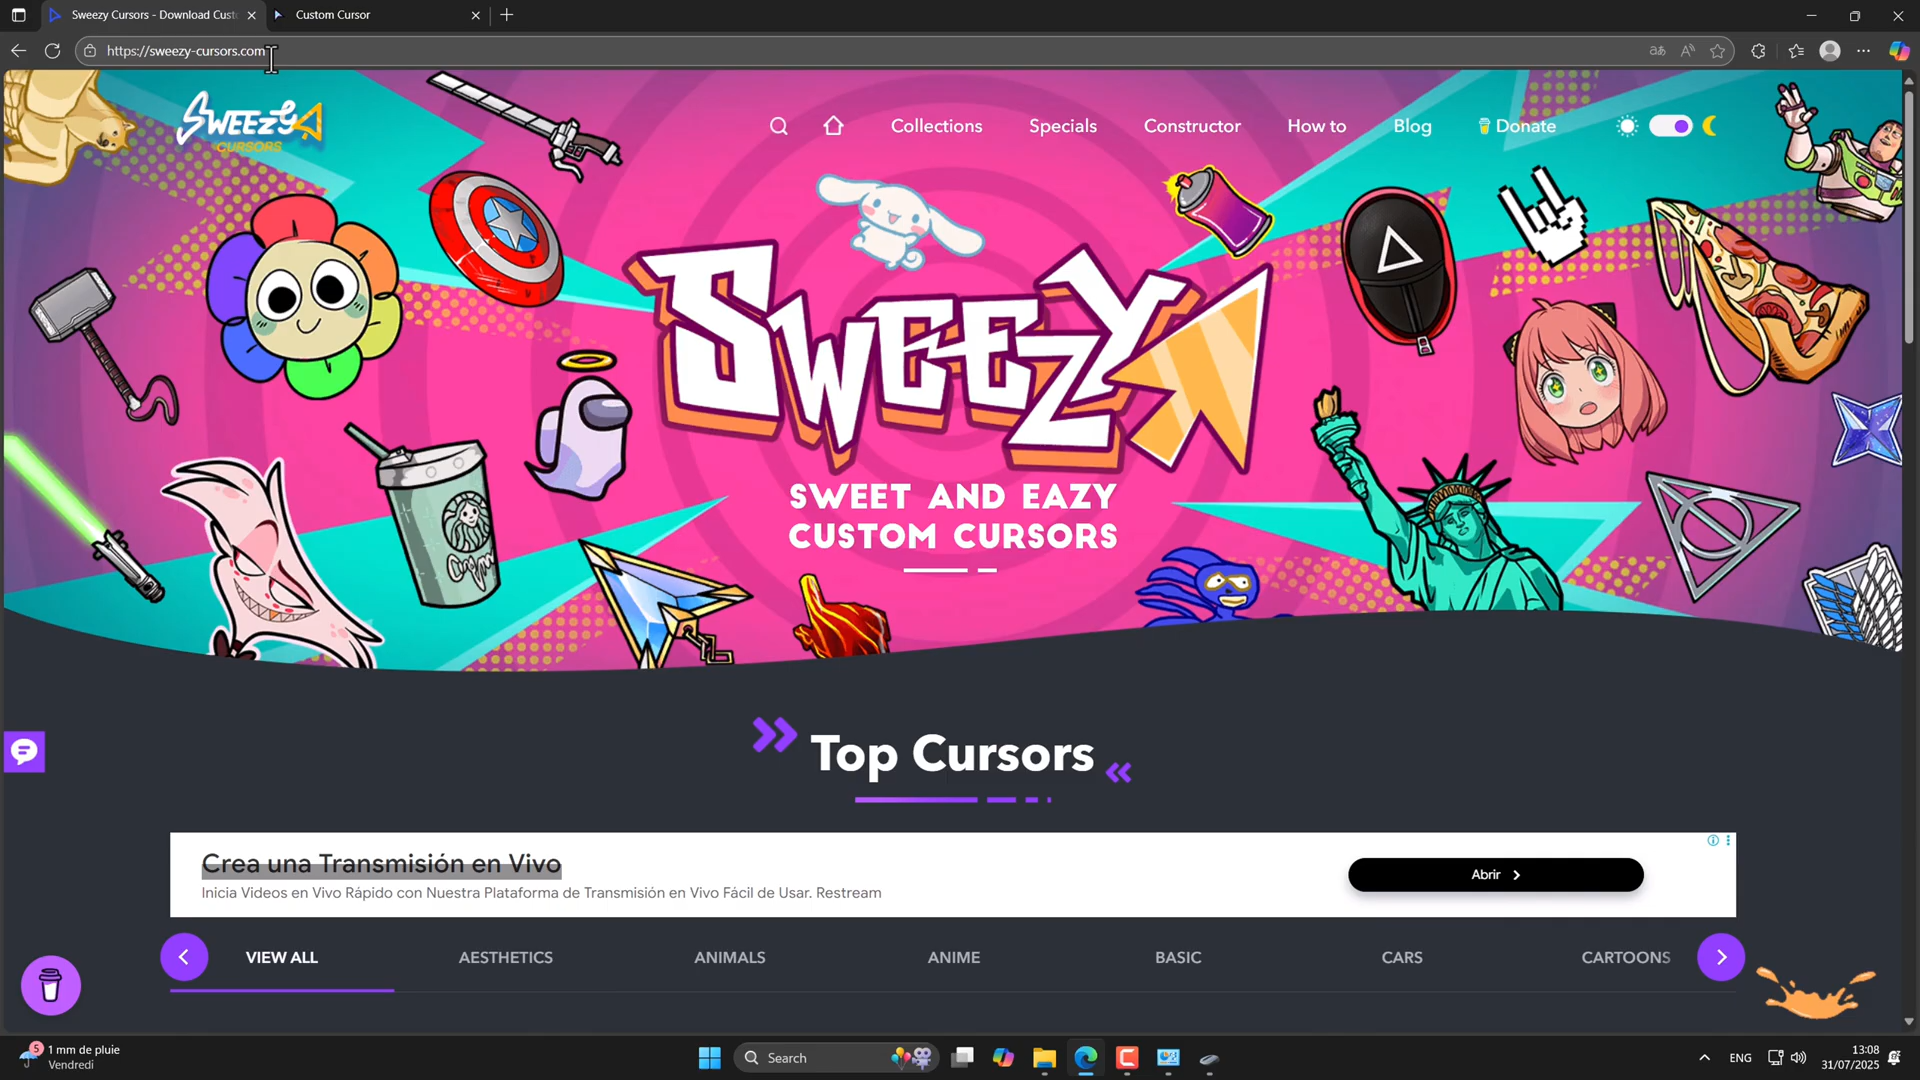 Sweezy Cursors - Download Cust
Custom Cursor
https://sweezy-cursors.com
SWEEZY
CURSORS
Collections
Specials
Constructor
How to
Blog
Donate
SWEEZY
SWEET AND EAZY
CUSTOM CURSORS
Top Cursors
Crea una Transmisión en Vivo
Inicia Videos en Vivo Rápido con Nuestra Plataforma de Transmisión en Vivo Fácil de Usar. Restream
Abrir
VIEW ALL
AESTHETICS
ANIMALS
ANIME
BASIC
CARS
CARTOONS
5
1 mm de pluie
Vendredi
Search
ENG
13:08
31/07/2025